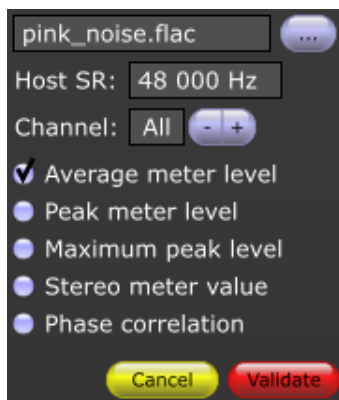 pink_noise.flac ...
Host SR: 48 000 Hz
Channel: All - +
Average meter level
Peak meter level
Maximum peak level
Stereo meter value
Phase correlation
Cancel Validate